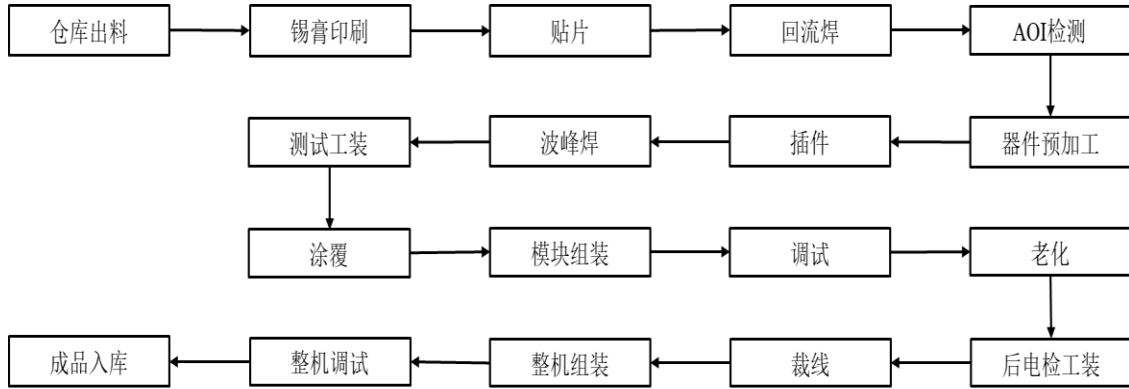 仓库出料
锡膏印刷
贴片
回流焊
AOI检测
器件预加工
插件
波峰焊
测试工装
涂覆
模块组装
调试
老化
后电检工装
裁线
整机组装
整机调试
成品入库